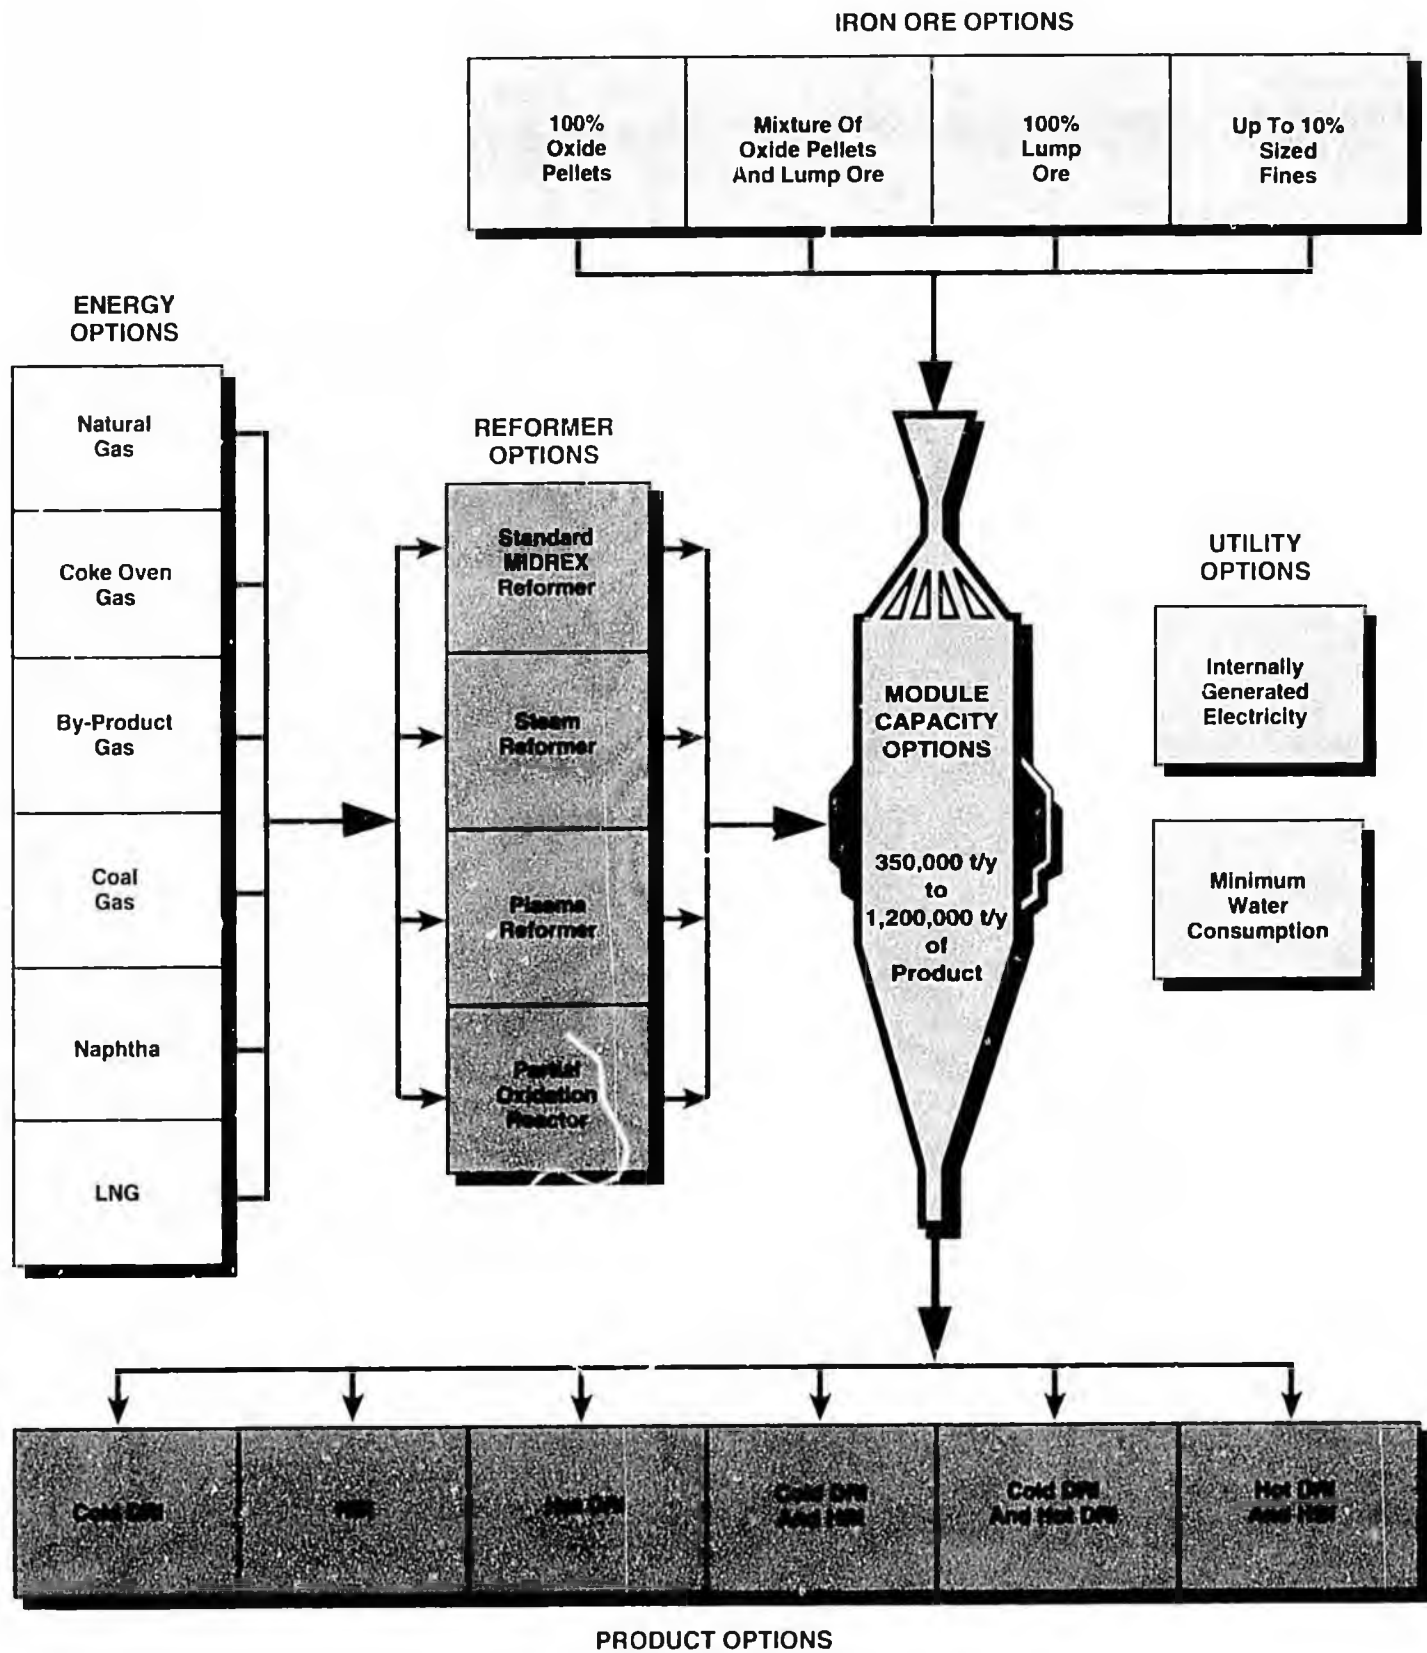 IRON ORE OPTIONS
100%
Oxide
Pellets
Mixture Of
Oxide Pellets
And Lump Ore
100%
Lump
Ore
Up To 10%
Sized
Fines
ENERGY
OPTIONS
Natural
Gas
Coke Oven
Gas
By-Product
Gas
Coal
Gas
Naphtha
LNG
REFORMER
OPTIONS
Standard
MIDREX
Reformer
Steam
Reformer
Plasma
Reformer
Partial
Oxidation
Reactor
MODULE
CAPACITY
OPTIONS
350,000 t/y
to
1,200,000 t/y
of
Product
UTILITY
OPTIONS
Internally
Generated
Electricity
Minimum
Water
Consumption
Cold DRI
Hot DRI
Cold DRI
And HBI
Cold DRI
And Hot DRI
Hot DRI
And HBI
PRODUCT OPTIONS